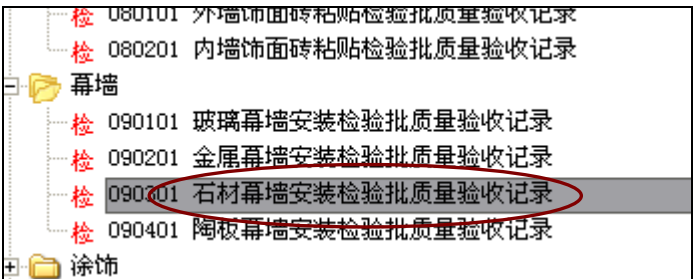 检 080101 外墙饰面砖粘贴检验批质量验收记录
检 080201 内墙饰面砖粘贴检验批质量验收记录
幕墙
检 090101 玻璃幕墙安装检验批质量验收记录
检 090201 金属幕墙安装检验批质量验收记录
检 090301 石材幕墙安装检验批质量验收记录
检 090401 陶板幕墙安装检验批质量验收记录
涂饰